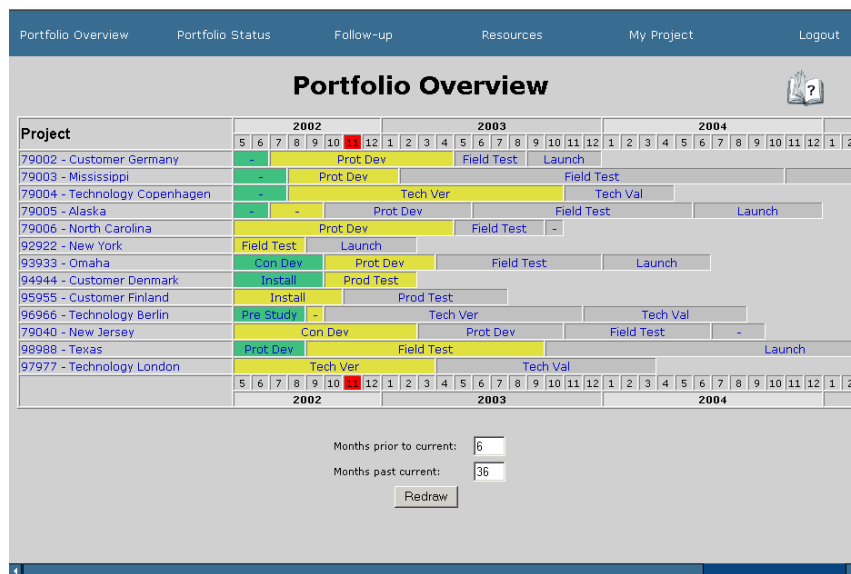 Portfolio Overview Portfolio Status Follow-up Resources My Project Logout
Portfolio Overview
?
Project 2002 2003 2004
5 6 7 8 9 10 11 12 1 2 3 4 5 6 7 8 9 10 11 12 1 2 3 4 5 6 7 8 9 10 11 12 1 2
79002 - Customer Germany - Prot Dev Field Test Launch
79003 - Mississippi - Prot Dev Field Test
79004 - Technology Copenhagen - Tech Ver Tech Val
79005 - Alaska - - Prot Dev Field Test Launch
79006 - North Carolina Prot Dev Field Test -
92922 - New York Field Test Launch
93933 - Omaha Con Dev Prot Dev Field Test Launch
94944 - Customer Denmark Install Prod Test
95955 - Customer Finland Install Prod Test
96966 - Technology Berlin Pre Study - Tech Ver Tech Val
79040 - New Jersey Con Dev Prot Dev Field Test -
98988 - Texas Prot Dev Field Test Launch
97977 - Technology London Tech Ver Tech Val
5 6 7 8 9 10 11 12 1 2 3 4 5 6 7 8 9 10 11 12 1 2 3 4 5 6 7 8 9 10 11 12 1 2
2002 2003 2004
Months prior to current: 6
Months past current: 36
Redraw